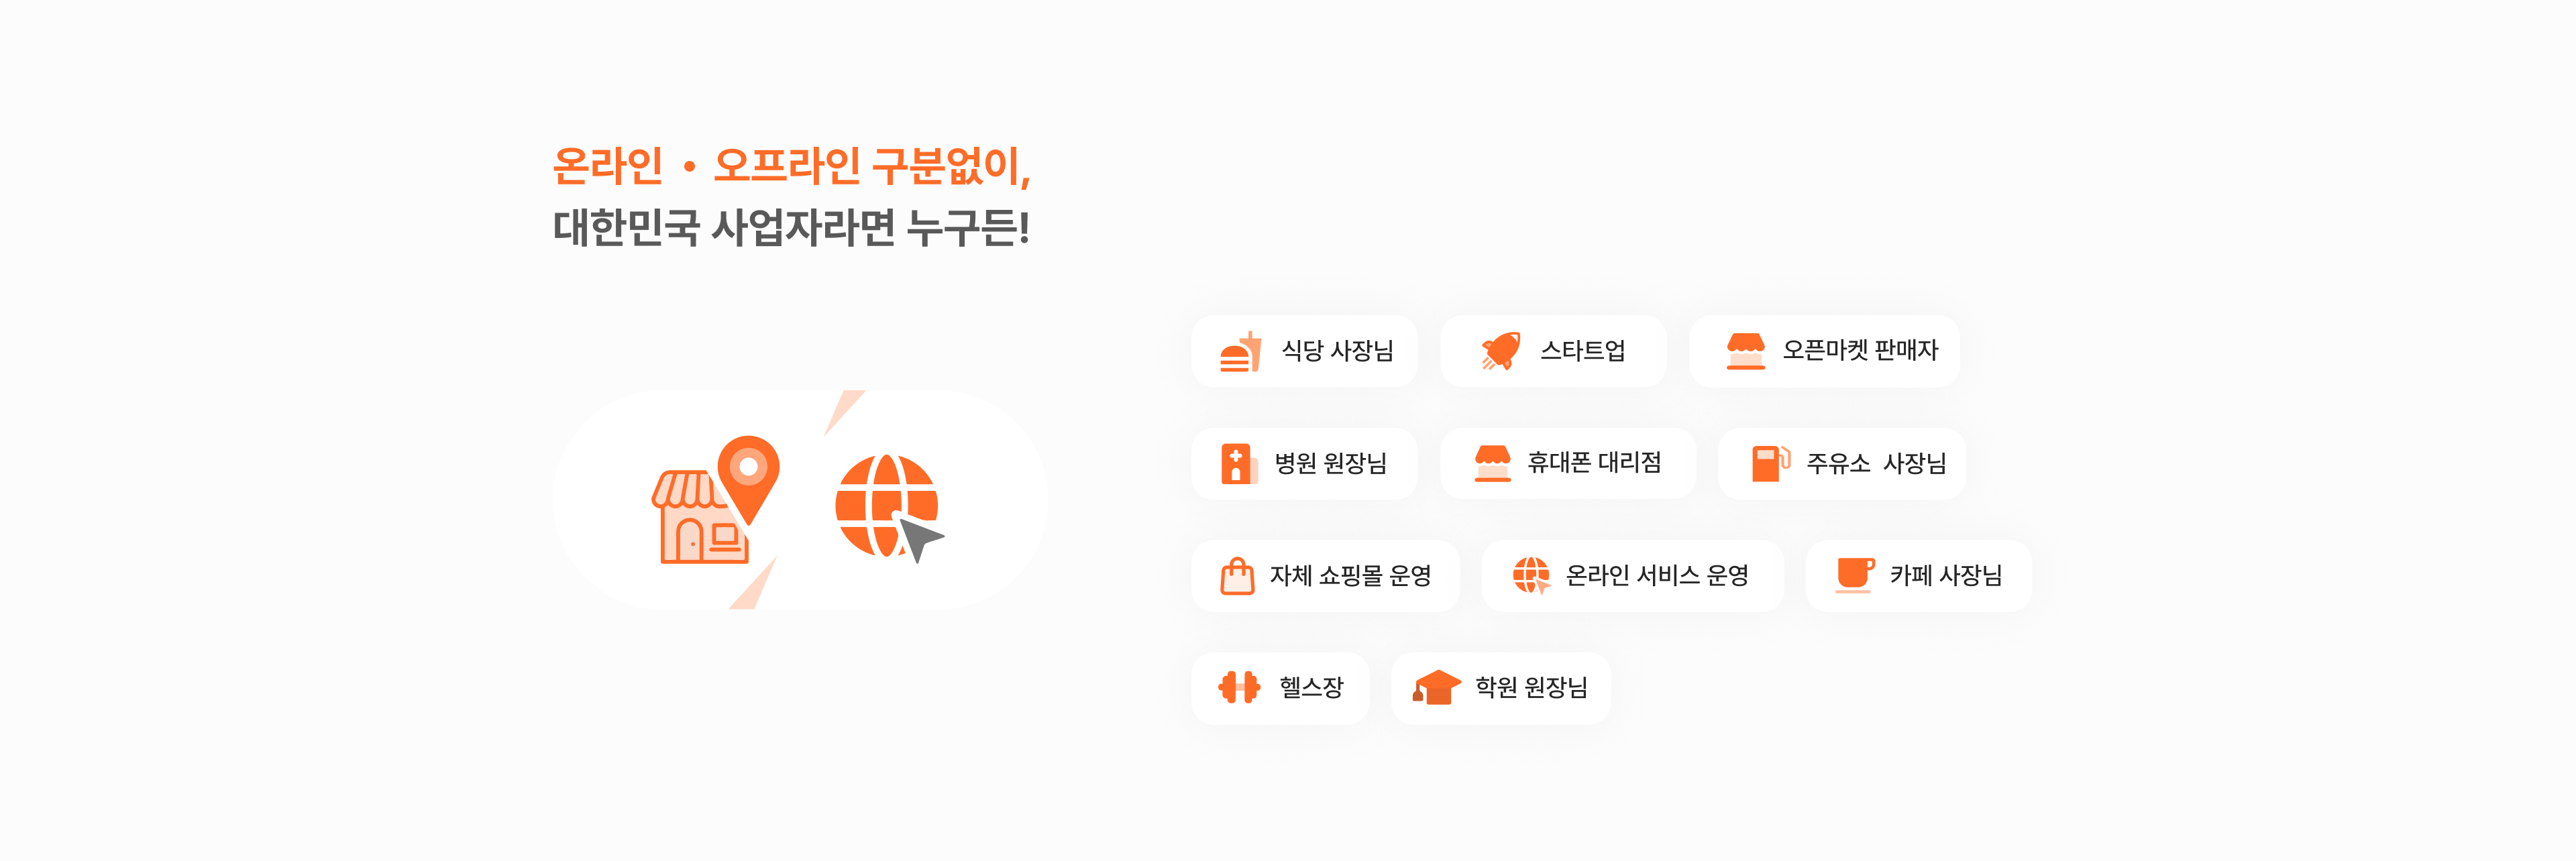 온라인 • 오프라인 구분없이,
대한민국 사업자라면 누구든!
식당 사장님
스타트업
오픈마켓 판매자
병원 원장님
휴대폰 대리점
주유소 사장님
자체 쇼핑몰 운영
온라인 서비스 운영
카페 사장님
헬스장
학원 원장님